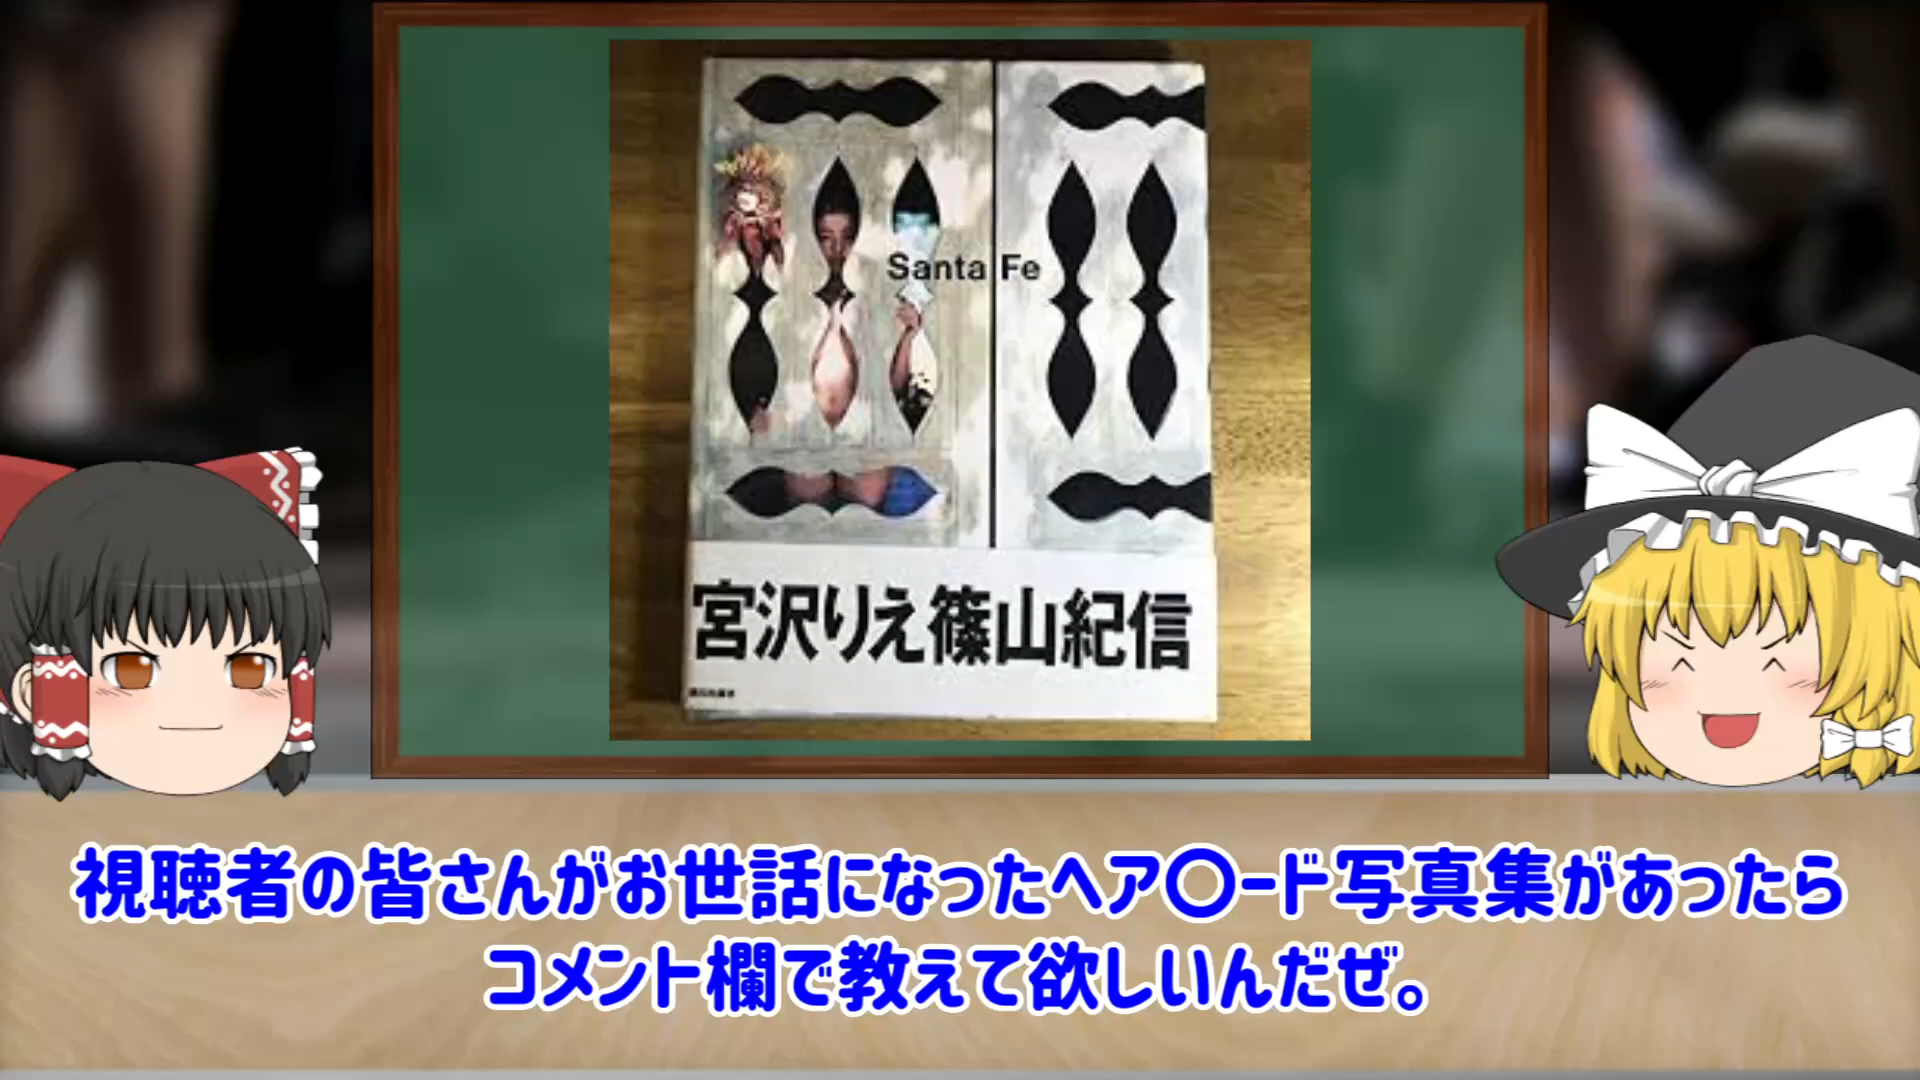 Santa Fe
宮沢りえ篠山紀信
視聴者の皆さんがお世話になったヘア〇ード写真集があったら
コメント欄で教えて欲しいんだぜ。